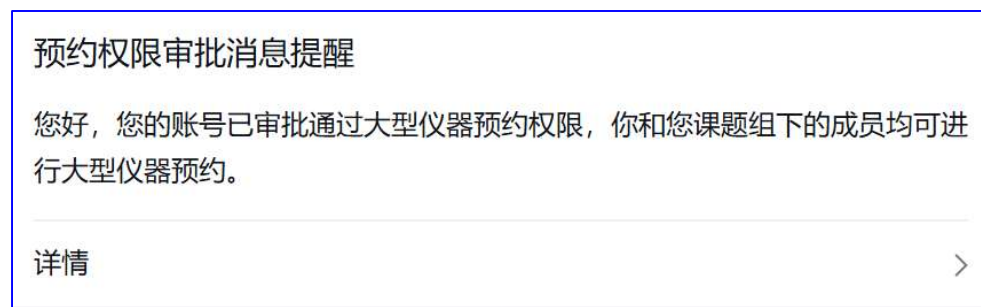 预约权限审批消息提醒
您好，您的账号已审批通过大型仪器预约权限，你和您课题组下的成员均可进
行大型仪器预约。
详情